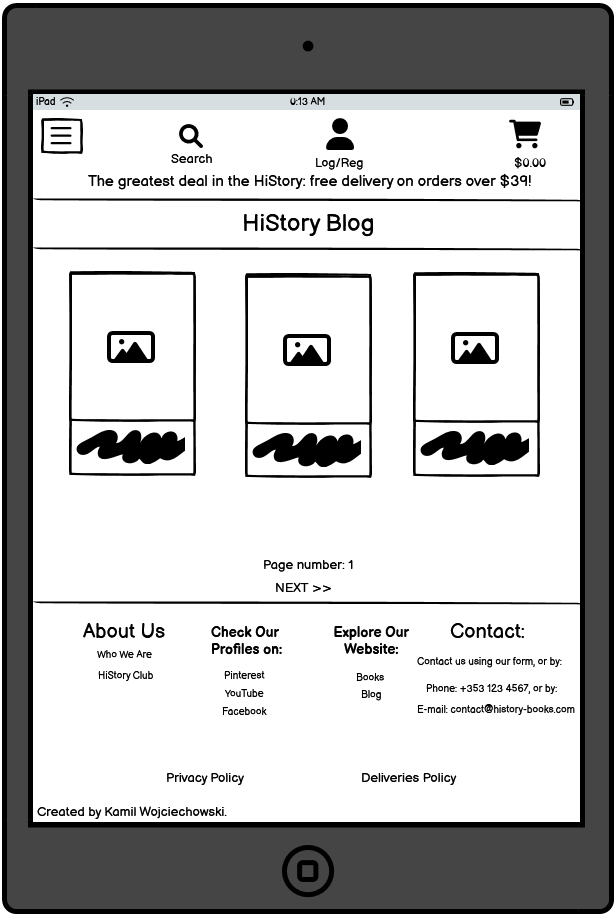 iPad 0:13 AM
Search
Log/Reg
$0.00
The greatest deal in the HiStory: free delivery on orders over $39!
HiStory Blog
Page number: 1
NEXT >>
About Us
Who We Are
HiStory Club
Check Our
Profiles on:
Pinterest
YouTube
Facebook
Explore Our
Website:
Books
Blog
Contact:
Contact us using our form, or by:
Phone: +353 123 4567, or by:
E-mail: contact@history-books.com
Privacy Policy
Deliveries Policy
Created by Kamil Wojciechowski.